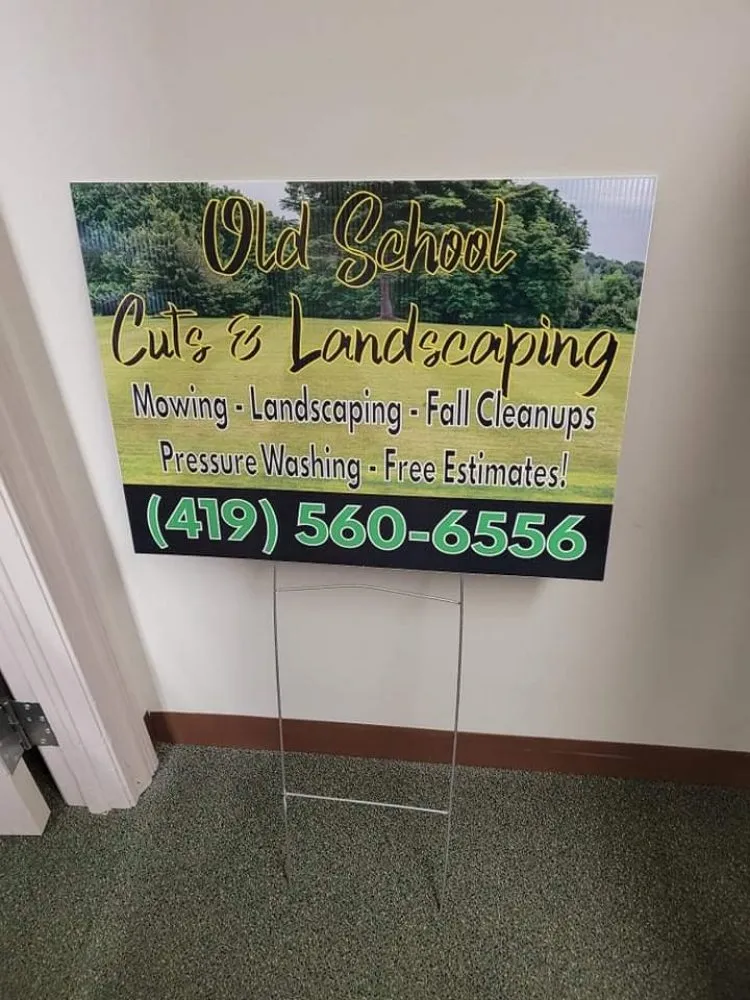 Old School
Cuts & Landscaping
Mowing - Landscaping - Fall Cleanups
Pressure Washing - Free Estimates!
(419) 560-6556